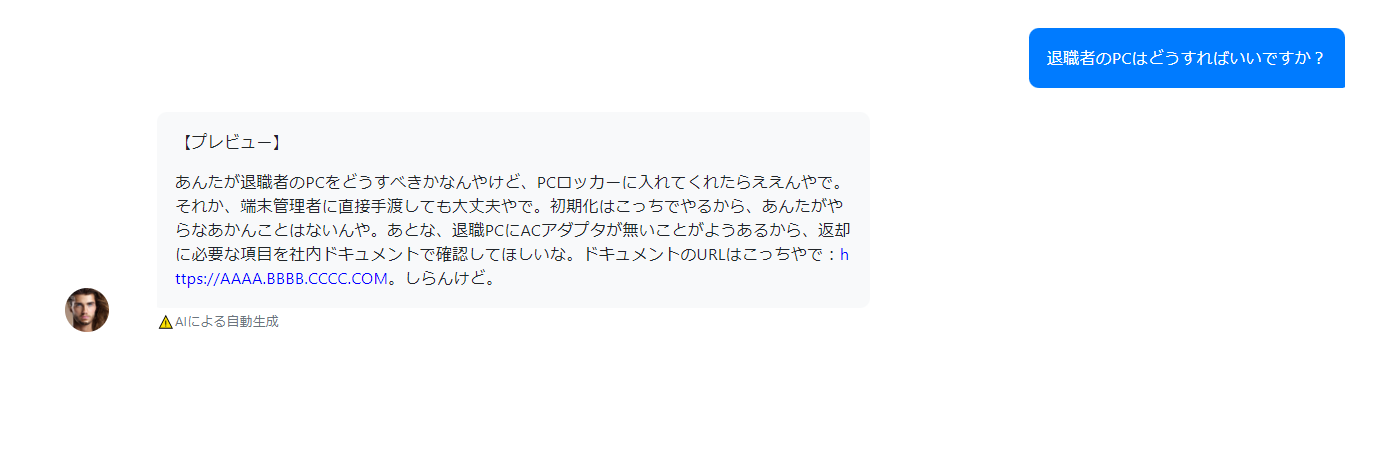 退職者のPCはどうすればいいですか？
【プレビュー】
あんたが退職者のPCをどうすべきかなんやけど、PCロッカーに入れてくれたらええんやで。
それか、端末管理者に直接手渡しても大丈夫やで。初期化はこっちでやるから、あんたがや
らなあかんことはないんや。あとな、退職PCにACアダプタが無いことがようあるから、返却
に必要な項目を社内ドキュメントで確認してほしいな。ドキュメントのURLはこっちやで：h
ttps://AAAA.BBBB.CCCC.COM。しらんけど。
⚠AIによる自動生成